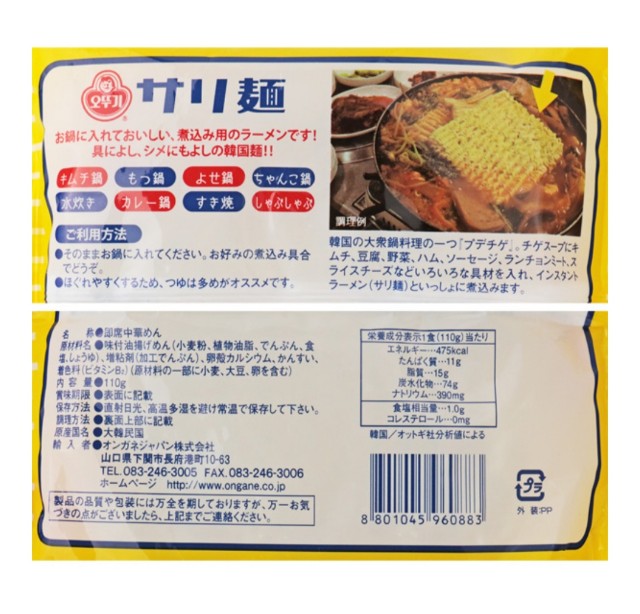 오뚜기
サリ麺
お鍋に入れておいしい、煮込み用のラーメンです!
具によし、シメにもよしの韓国麺!!
キムチ鍋 もつ鍋 よせ鍋 ちゃんこ鍋
水炊き カレー鍋 すき焼 しゃぶしゃぶ
ご利用方法
●そのままお鍋に入れてください。お好みの煮込み具合
でどうぞ。
●ほぐれやすくするため、つゆは多めがオススメです。
調理例
韓国の大衆鍋料理の一つ『プデチゲ』。チゲスープにキ
ムチ、豆腐、野菜、ハム、ソーセージ、ランチョンミート、ス
ライスチーズなどいろいろな具材を入れ、インスタント
ラーメン(サリ麺)といっしょに煮込みます。
名称●即席中華めん
原材料名●味付油揚げめん(小麦粉、植物油脂、でんぷん、食
塩、しょうゆ)、増粘剤(加工でんぷん)、卵殻カルシウム、かんすい、
着色料(ビタミンB₂)(原材料の一部に小麦、大豆、卵を含む)
内容量●110g
賞味期限●表面に記載
保存方法●直射日光、高温多湿を避け常温で保存して下さい。
調理方法●裏面上部に記載
原産国名●大韓民国
輸入者●オンガネジャパン株式会社
山口県下関市長府港町10-63
TEL.083-246-3005 FAX.083-246-3006
ホームページ http://www.ongane.co.jp
製品の品質や包装には万全を期しておりますが、万一お気
づきの点がございましたら、上記までご連絡ください。
栄養成分表示1食(110g)当たり
エネルギー…475kcal
たんぱく質…11g
脂質…15g
炭水化物…74g
ナトリウム…390mg
食塩相当量…1.0g
コレステロール…0mg
韓国/オットギ社分析値による
8 801045 960883
プラ
外装:PP